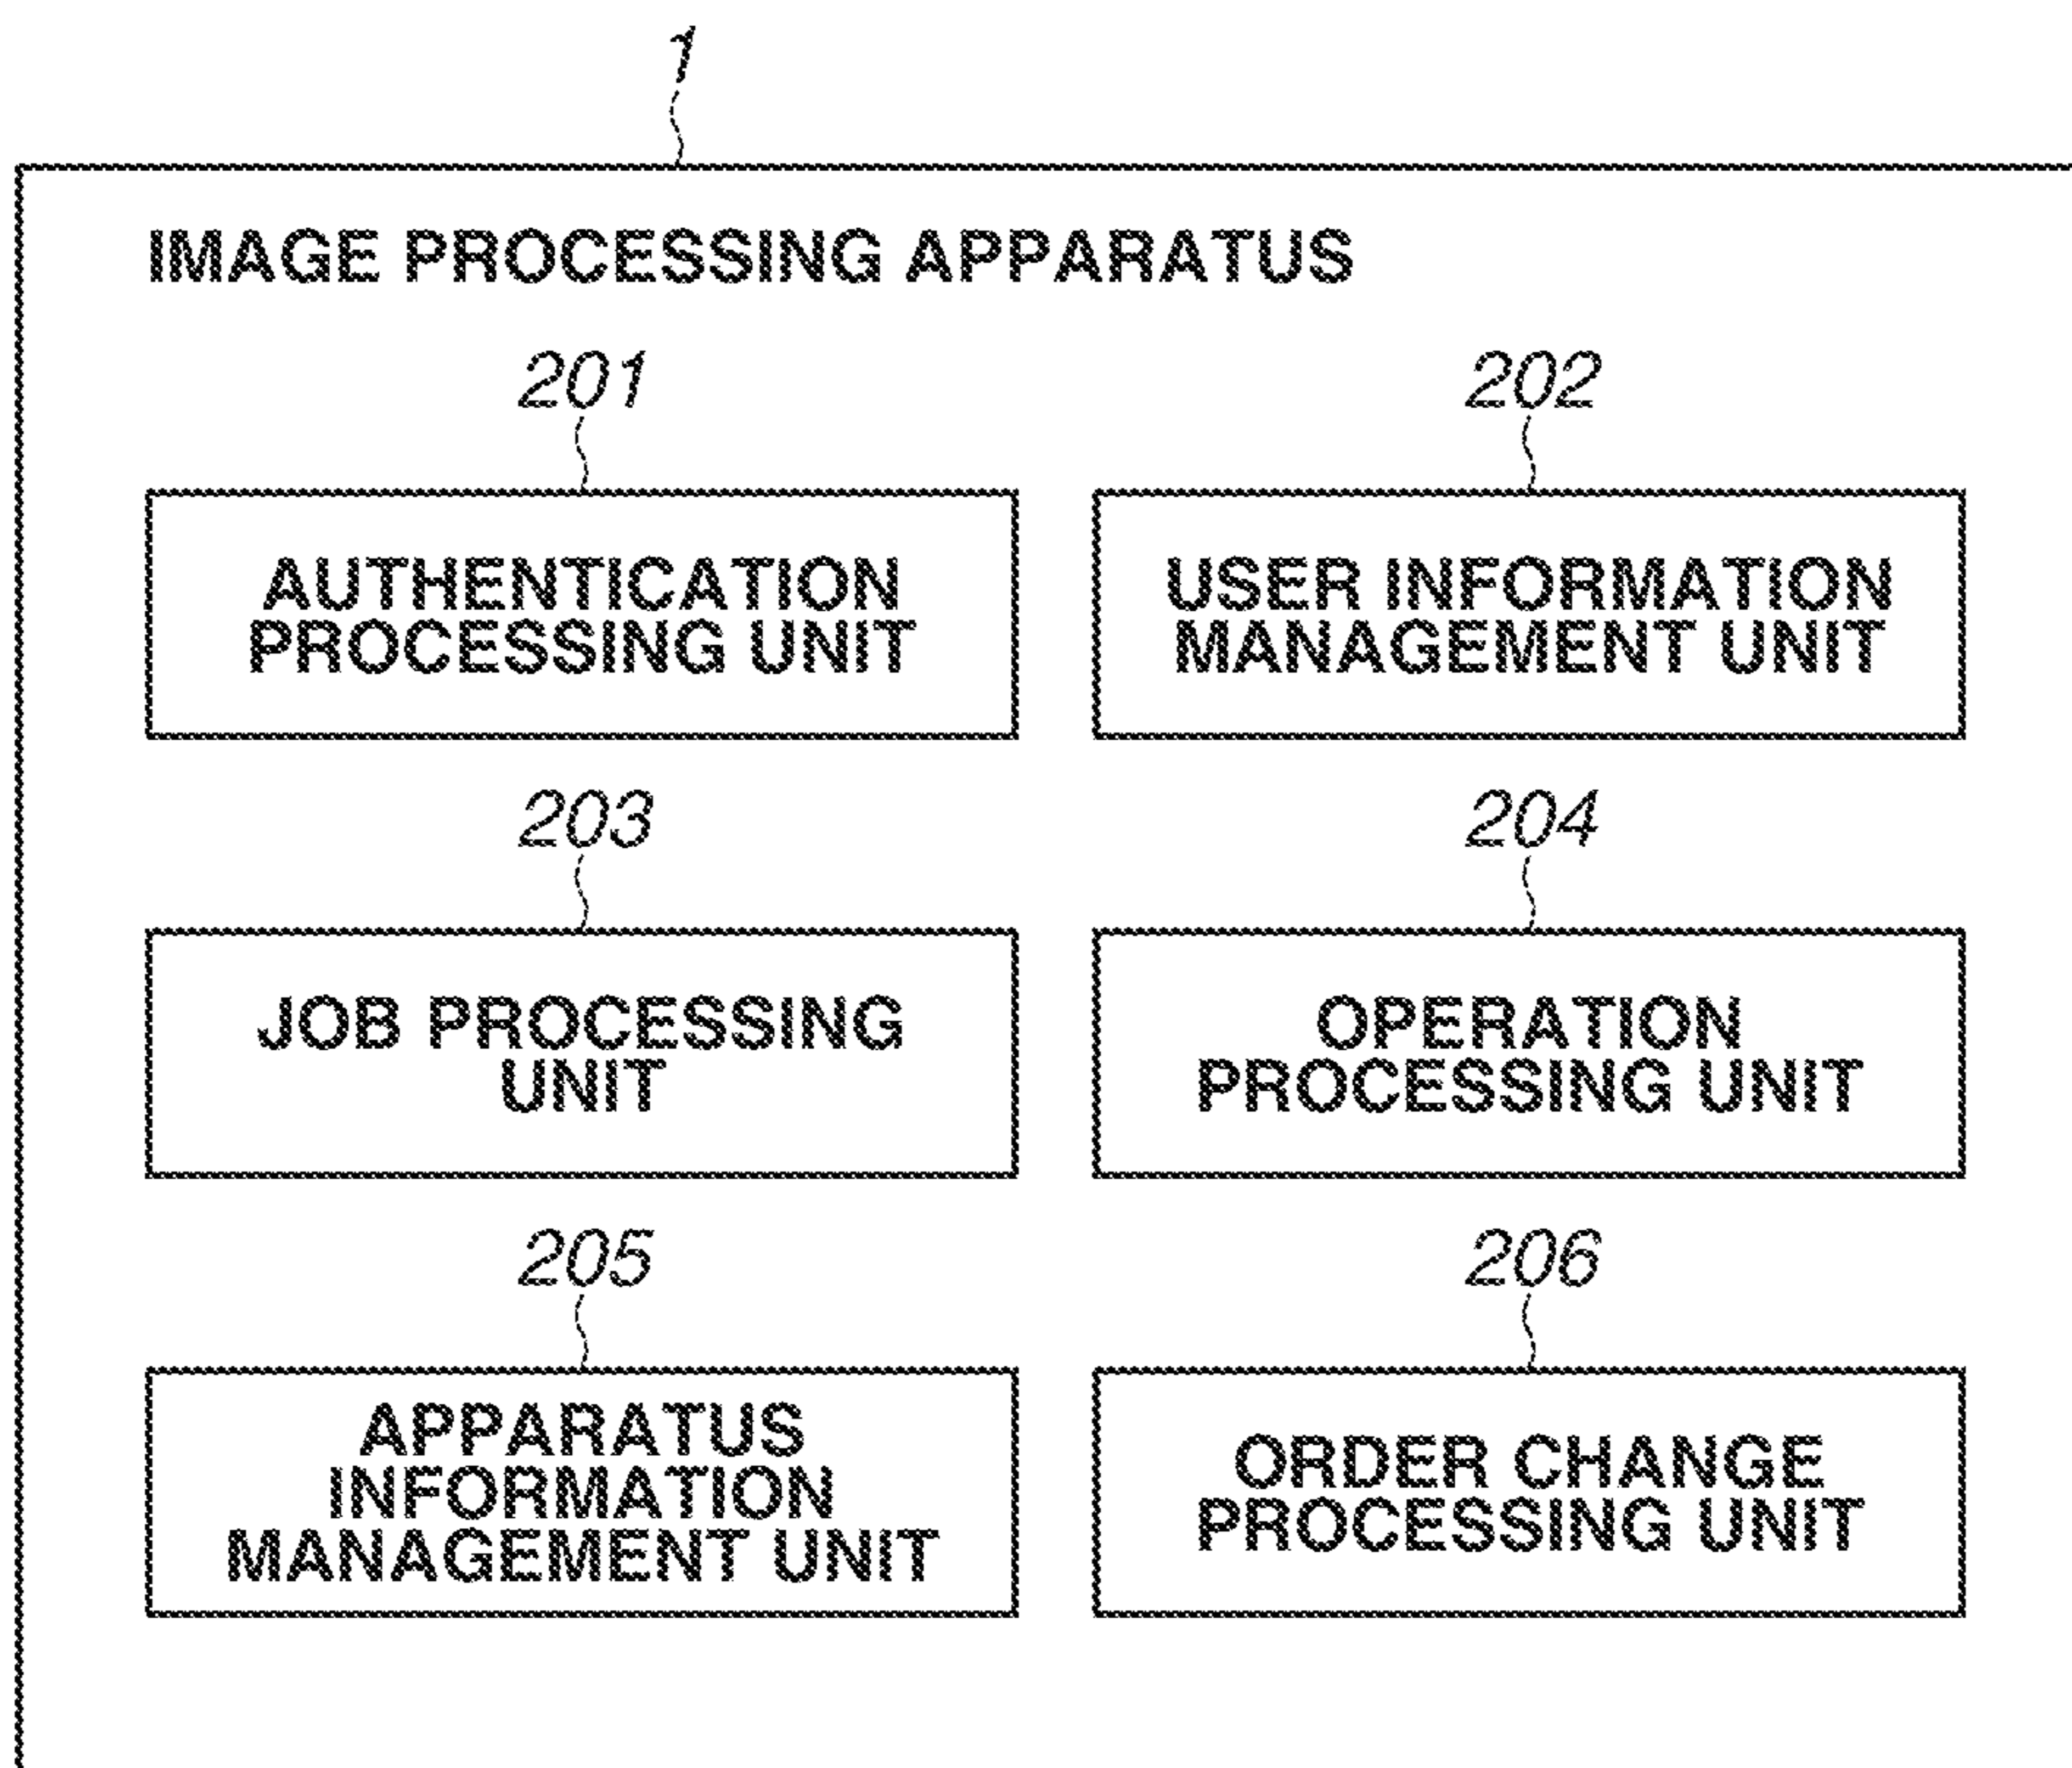 1
IMAGE PROCESSING APPARATUS
201
202
AUTHENTICATION
PROCESSING UNIT
USER INFORMATION
MANAGEMENT UNIT
203
204
JOB PROCESSING
UNIT
OPERATION
PROCESSING UNIT
205
206
APPARATUS
INFORMATION
MANAGEMENT UNIT
ORDER CHANGE
PROCESSING UNIT